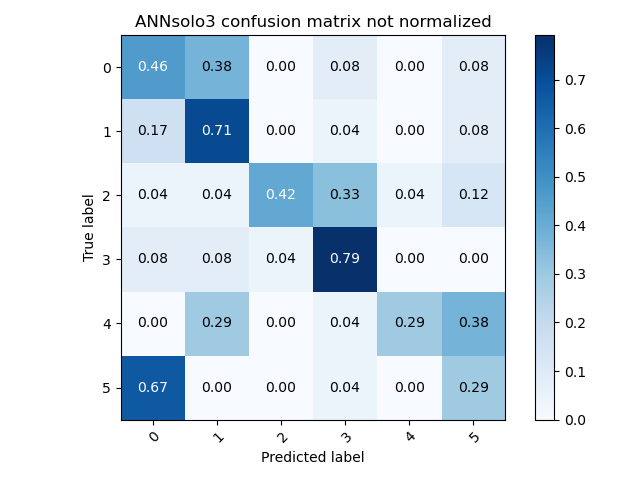 ANNsolo3 confusion matrix not normalized
True label
0 0.46 0.38 0.00 0.08 0.00 0.08
1 0.17 0.71 0.00 0.04 0.00 0.08
2 0.04 0.04 0.42 0.33 0.04 0.12
3 0.08 0.08 0.04 0.79 0.00 0.00
4 0.00 0.29 0.00 0.04 0.29 0.38
5 0.67 0.00 0.00 0.04 0.00 0.29
0 1 2 3 4 5
Predicted label
0.7
0.6
0.5
0.4
0.3
0.2
0.1
0.0